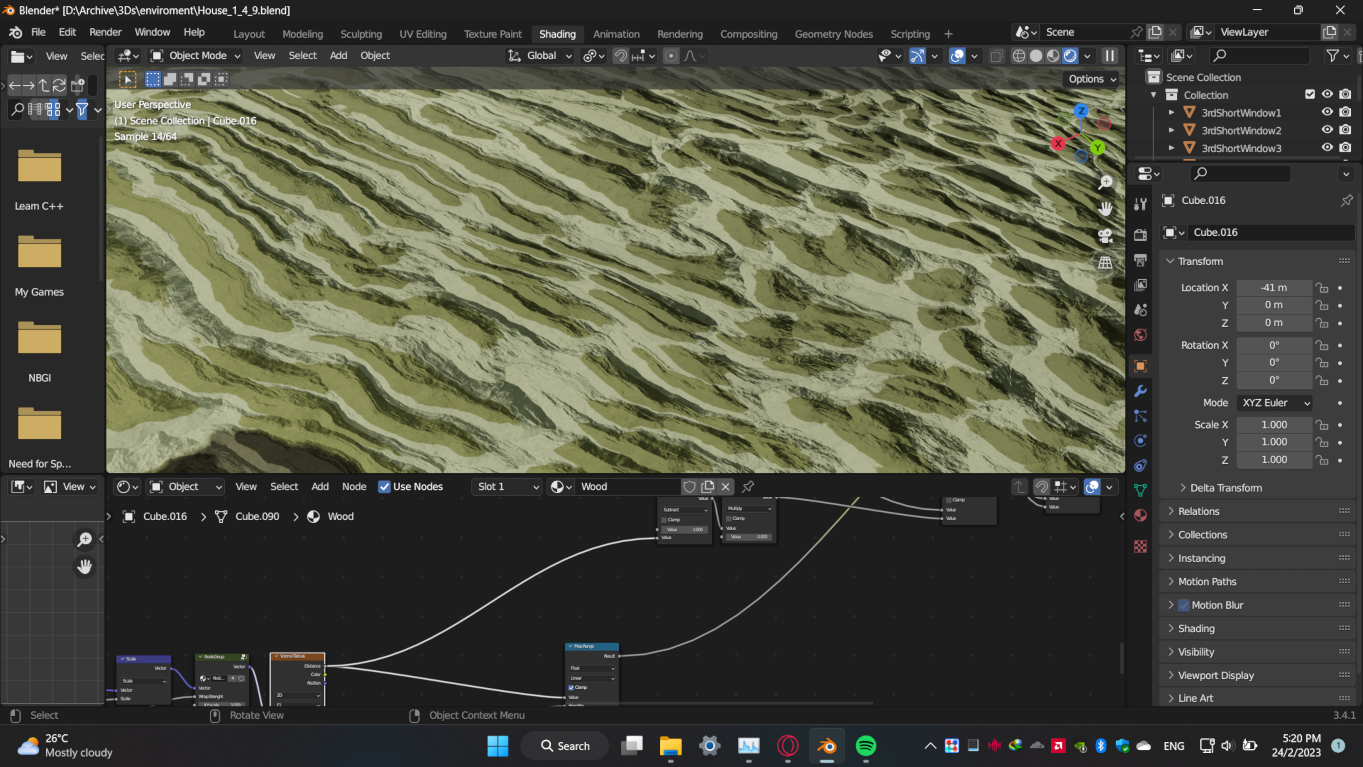 Blender* [D:\Archive\3Ds\enviroment\House_1_4_9.blend]
File Edit Render Window Help
Layout Modeling Sculpting UV Editing Texture Paint Shading Animation Rendering Compositing Geometry Nodes Scripting +
Scene
ViewLayer
View Selec
Object Mode View Select Add Object
Global
Options
User Perspective
(1) Scene Collection | Cube.016
Sample 14/64
Z
X
Y
Learn C++
My Games
NBGI
Need for Sp...
Scene Collection
Collection
3rdShortWindow1
3rdShortWindow2
3rdShortWindow3
Cube.016
Cube.016
Transform
Location X -41 m
Y 0 m
Z 0 m
Rotation X 0°
Y 0°
Z 0°
Mode XYZ Euler
Scale X 1.000
Y 1.000
Z 1.000
Delta Transform
Relations
Collections
Instancing
Motion Paths
Motion Blur
Shading
Visibility
Viewport Display
Line Art
View
Object View Select Add Node Use Nodes Slot 1 Wood
Cube.016 > Cube.090 > Wood
Value
Subtract
Clamp
Value
Value
Multiply
Clamp
Value
Value 0.500
Clamp
Value
Value
Value
Value
Scale
Vector
Scale
Vector
Scale
NodeGroup
Vector
4
Vector
Voronoi Texture
Distance
Color
Position
2D
F1
Map Range
Result
Float
Linear
Clamp
Value
Select
Rotate View
Object Context Menu
3.4.1
26°C
Mostly cloudy
Search
ENG
5:20 PM
24/2/2023
1